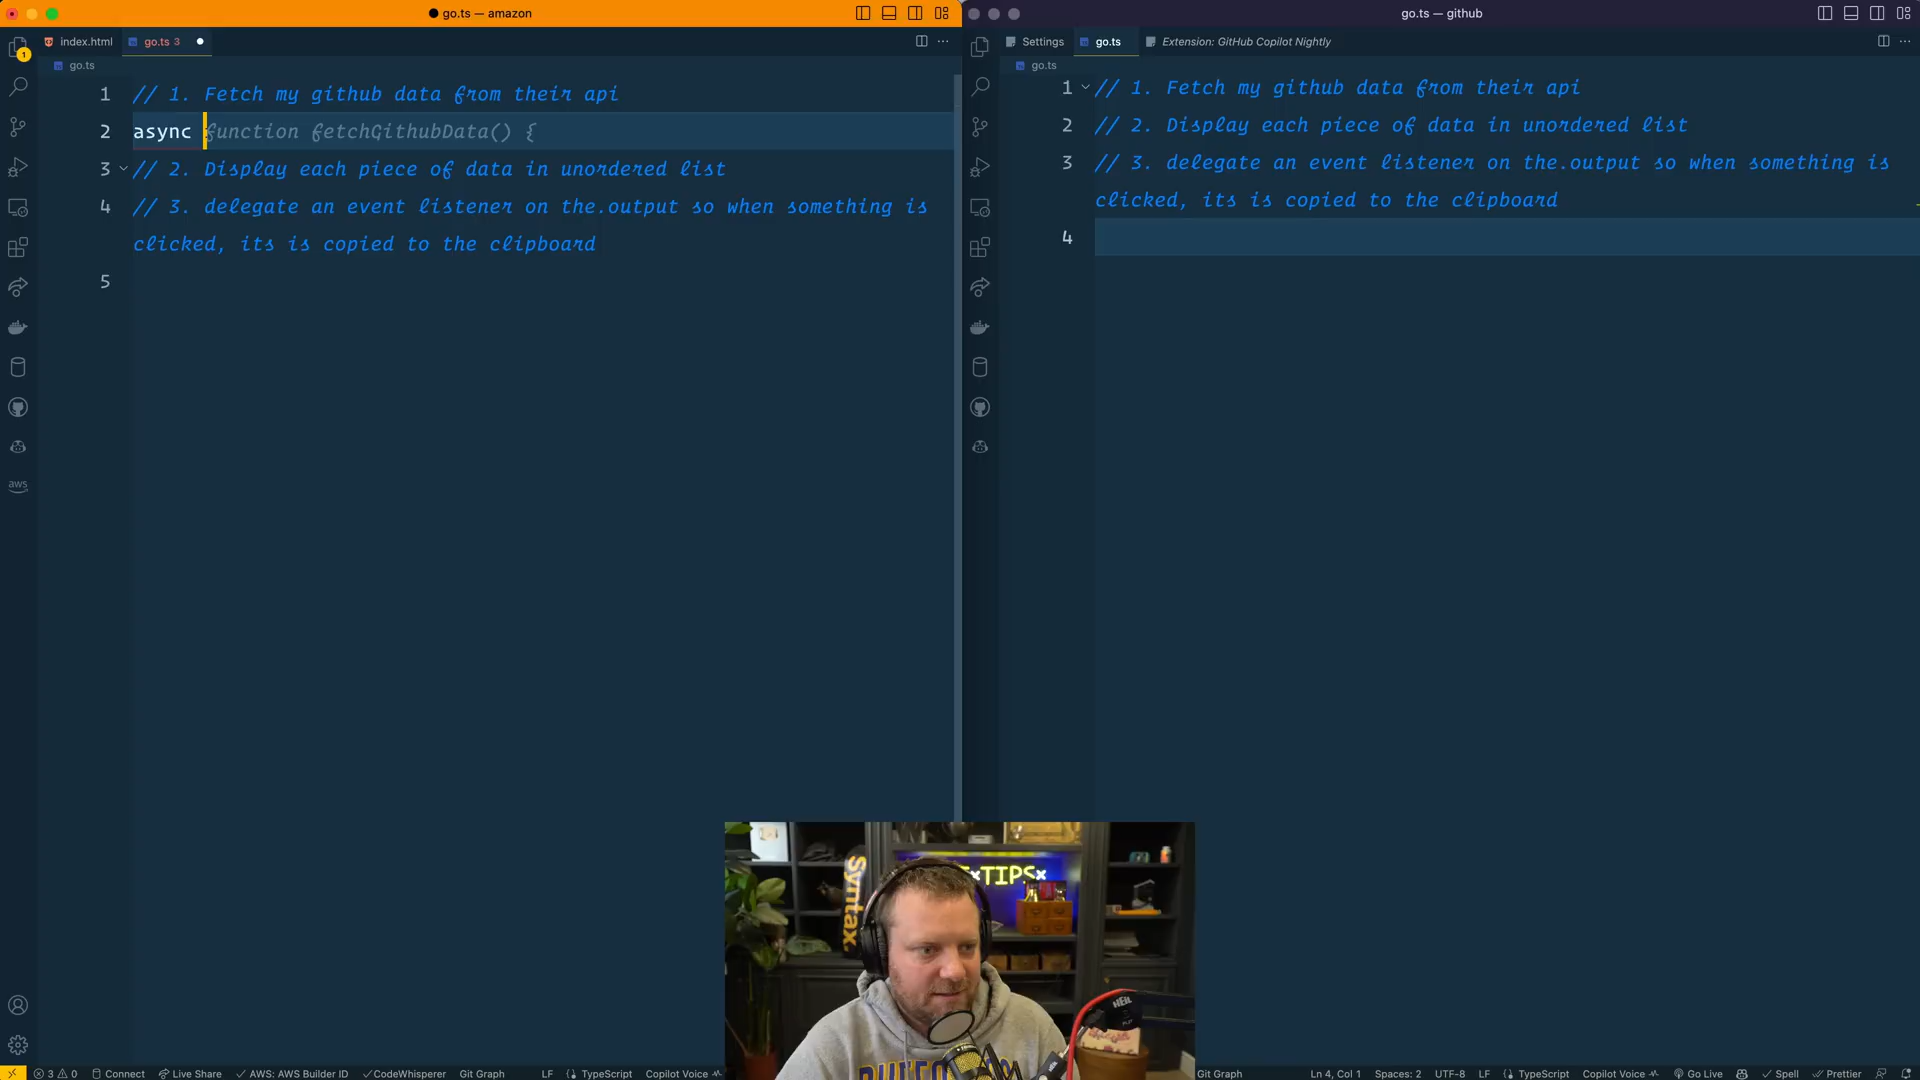 go.ts — amazon
index.html
go.ts 3
go.ts
1 // 1. Fetch my github data from their api
2 async function fetchGithubData() {
3 // 2. Display each piece of data in unordered list
4 // 3. delegate an event listener on the.output so when something is
clicked, its is copied to the clipboard
5
1
aws
3 0 Connect Live Share AWS: AWS Builder ID CodeWhisperer Git Graph LF TypeScript Copilot Voice
go.ts — github
Settings
go.ts
Extension: GitHub Copilot Nightly
go.ts
1 // 1. Fetch my github data from their api
2 // 2. Display each piece of data in unordered list
3 // 3. delegate an event listener on the.output so when something is
clicked, its is copied to the clipboard
4
Git Graph Ln 4, Col 1 Spaces: 2 UTF-8 LF TypeScript Copilot Voice Go Live Spell Prettier
Syntax.
TIPS
HEIL